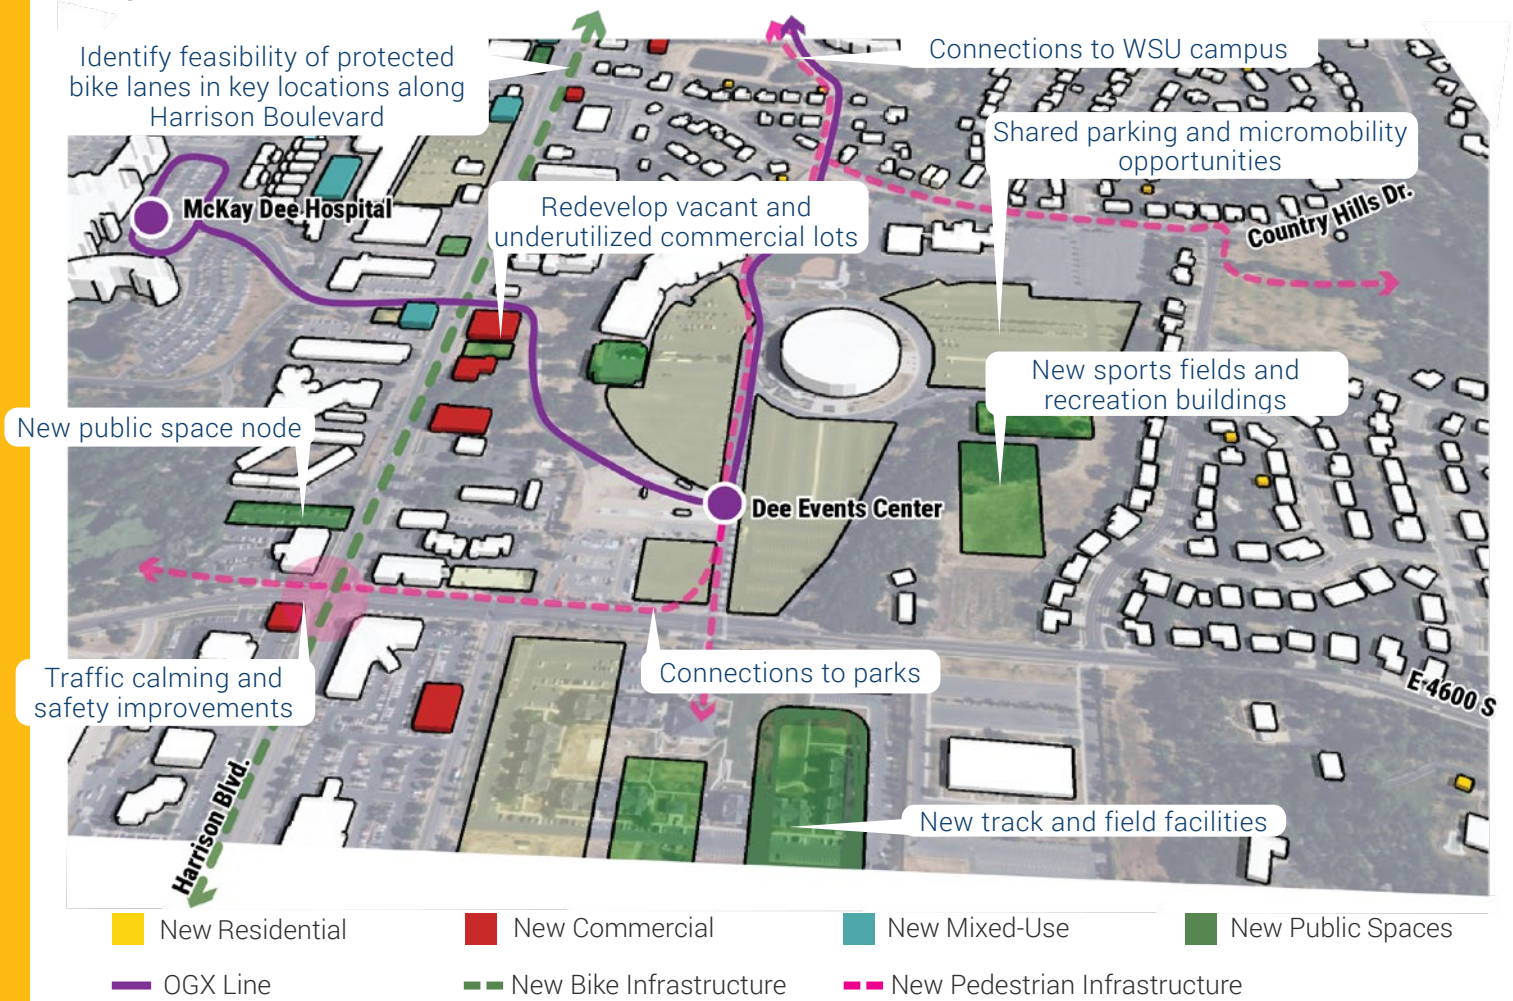 Identify feasibility of protected
bike lanes in key locations along
Harrison Boulevard
Connections to WSU campus
Shared parking and micromobility
opportunities
McKay Dee Hospital
Redevelop vacant and
underutilized commercial lots
Country Hills Dr.
New sports fields and
recreation buildings
New public space node
Dee Events Center
Traffic calming and
safety improvements
Connections to parks
E 4600 S
Harrison Blvd.
New track and field facilities
New Residential
New Commercial
New Mixed-Use
New Public Spaces
OGX Line
New Bike Infrastructure
New Pedestrian Infrastructure